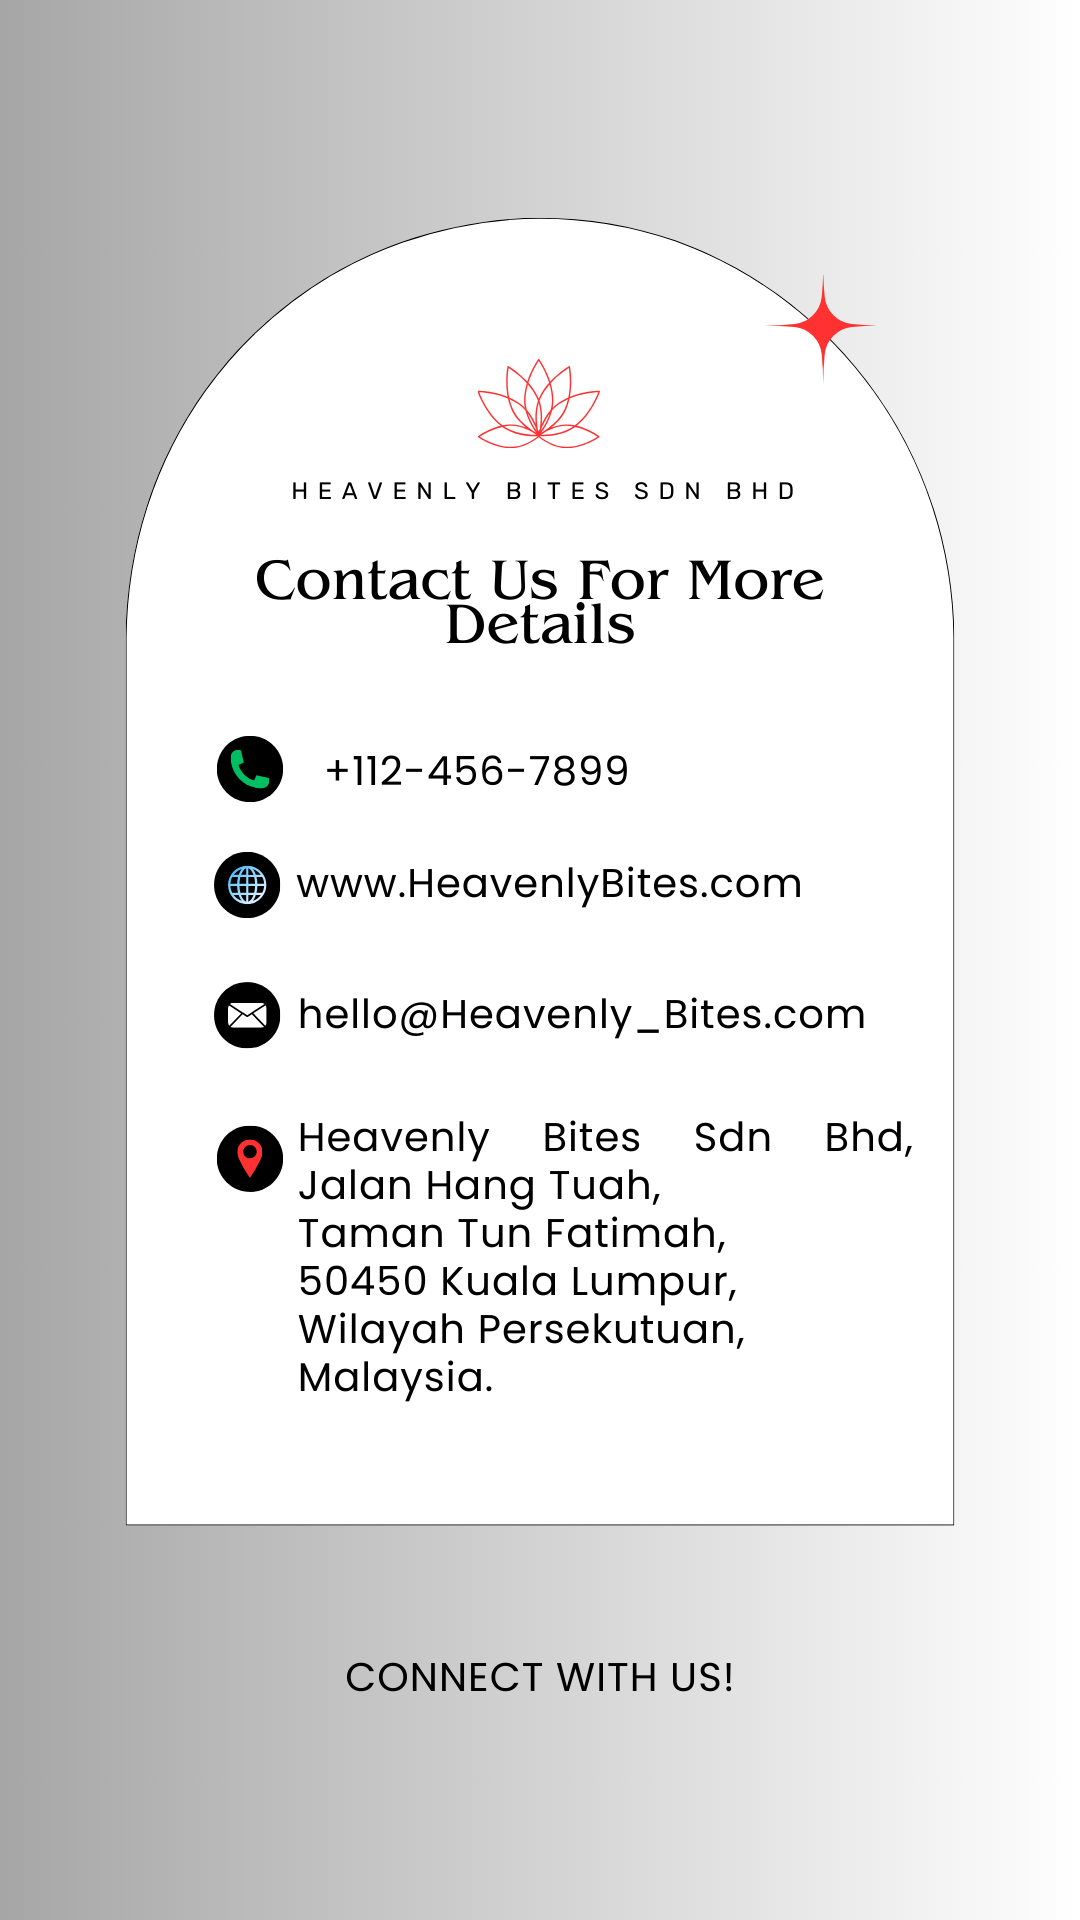 HEAVENLY BITES SDN BHD
Contact Us For More
Details
+112-456-7899
www.HeavenlyBites.com
hello@Heavenly_Bites.com
Heavenly Bites Sdn Bhd,
Jalan Hang Tuah,
Taman Tun Fatimah,
50450 Kuala Lumpur,
Wilayah Persekutuan,
Malaysia.
CONNECT WITH US!